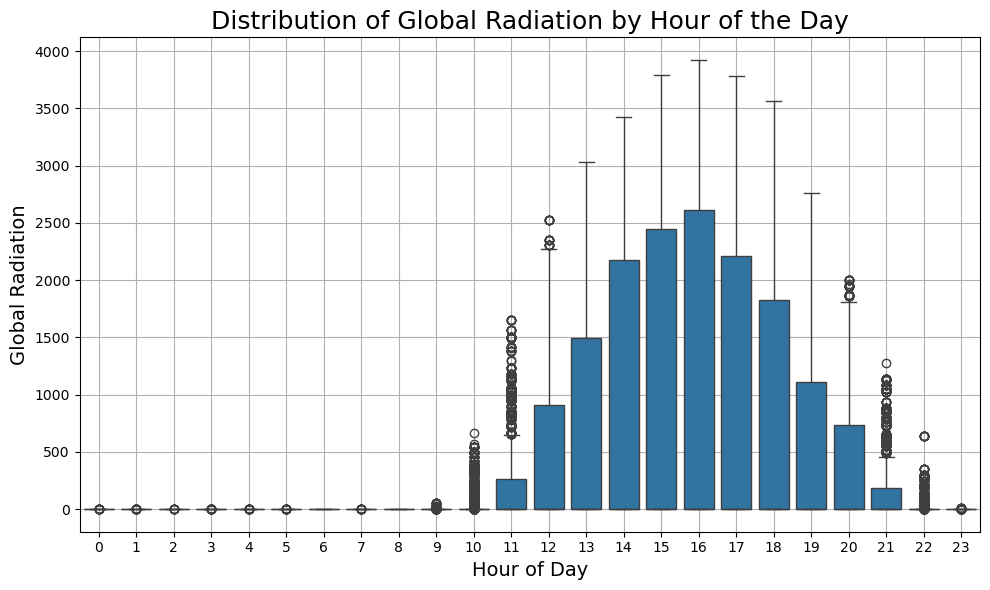 Distribution of Global Radiation by Hour of the Day
Global Radiation
4000
3500
3000
2500
2000
1500
1000
500
0
0 1 2 3 4 5 6 7 8 9 10 11 12 13 14 15 16 17 18 19 20 21 22 23
Hour of Day